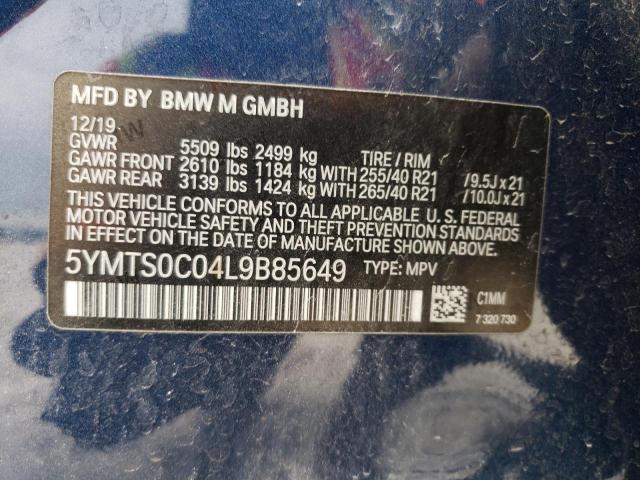 MFD BY BMW M GMBH
12/19 W
GVWR 5509 lbs 2499 kg TIRE / RIM
GAWR FRONT 2610 lbs 1184 kg WITH 255/40 R21 /9.5J x 21
GAWR REAR 3139 lbs 1424 kg WITH 265/40 R21 /10.0J x 21
THIS VEHICLE CONFORMS TO ALL APPLICABLE U. S. FEDERAL
MOTOR VEHICLE SAFETY AND THEFT PREVENTION STANDARDS
IN EFFECT ON THE DATE OF MANUFACTURE SHOWN ABOVE.
5YMTS0C04L9B85649 TYPE: MPV
C1MM
7 320 730